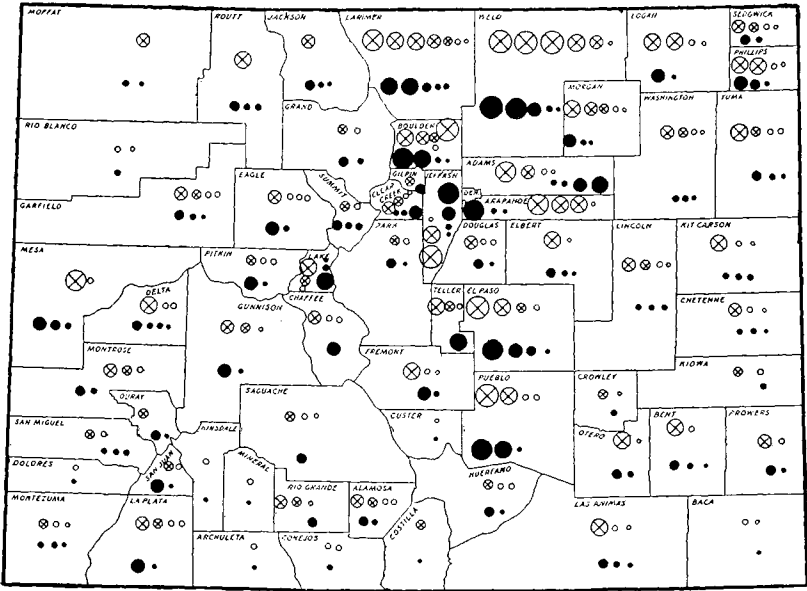 MOFFAT
ROUTT
JACKSON
LARIMER
WELD
LOGAN
SEDGWICK
PHILLIPS
MORGAN
WASHINGTON
YUMA
RIO BLANCO
GRAND
BOULDER
ADAMS
GILPIN
EAGLE
SUMMIT
CLEAR
CREEK
DEN
ARAPAHOE
GARFIELD
PARK
DOUGLAS
ELBERT
LINCOLN
KIT CARSON
MESA
PITKIN
LAKE
DELTA
GUNNISON
CHAFFEE
TELLER
EL PASO
CHEYENNE
MONTROSE
FREMONT
KIOWA
PUEBLO
CROWLEY
OURAY
SAGUACHE
CUSTER
OTERO
BENT
PROWERS
SAN MIGUEL
HINSDALE
MINERAL
SAN JUAN
DOLORES
HUERFANO
MONTEZUMA
LA PLATA
RIO GRANDE
ALAMOSA
COSTILLA
LAS ANIMAS
BACA
ARCHULETA
CONEJOS